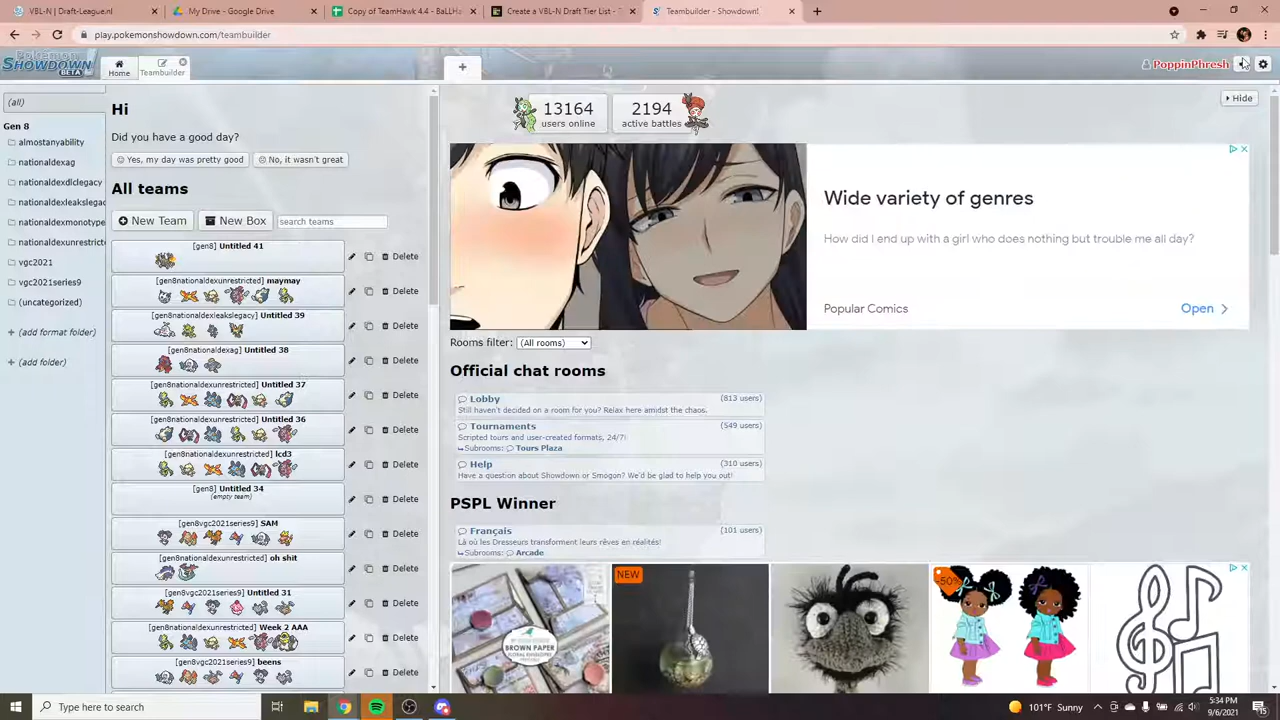 VBL-N | Draft-League
My Drive - Google Drive
Copy of TeamHawk 4.4 - BaLLHa
Create a VBL-N Draft Tier List -
Teambuilder - Showdown!
play.pokemonshowdown.com/teambuilder
Pokémon
SHOWDOWN
BETA
Home
Teambuilder
PoppinPhresh
(all)
Gen 8
almostanyability
nationaldexag
nationaldexdlclegacy
nationaldexleakslegac
nationaldexmonotype
nationaldexunrestricte
vgc2021
vgc2021series9
(uncategorized)
(add format folder)
(add folder)
Hi
Did you have a good day?
Yes, my day was pretty good
No, it wasn't great
All teams
New Team
New Box
search teams
[gen8] Untitled 41
Delete
[gen8nationaldexunrestricted] maymay
Delete
[gen8nationaldexleakslegacy] Untitled 39
Delete
[gen8nationaldexag] Untitled 38
Delete
[gen8nationaldexunrestricted] Untitled 37
Delete
[gen8nationaldexunrestricted] Untitled 36
Delete
[gen8nationaldexunrestricted] lcd3
Delete
[gen8] Untitled 34
(empty team)
Delete
[gen8vgc2021series9] SAM
Delete
[gen8nationaldexunrestricted] oh shit
Delete
[gen8vgc2021series9] Untitled 31
Delete
[gen8nationaldexunrestricted] Week 2 AAA
Delete
[gen8vgc2021series9] beens
Delete
13164
users online
2194
active battles
Hide
Wide variety of genres
How did I end up with a girl who does nothing but trouble me all day?
Popular Comics
Open
Rooms filter: (All rooms)
Official chat rooms
Lobby (813 users)
Still haven't decided on a room for you? Relax here amidst the chaos.
Tournaments (549 users)
Scripted tours and user-created formats, 24/7!
Subrooms: Tours Plaza
Help (310 users)
Have a question about Showdown or Smogon? We'd be glad to help you out!
PSPL Winner
Français (101 users)
Là où les Dresseurs transforment leurs rêves en réalités!
Subrooms: Arcade
BROWN PAPER
NEW
-50%
Type here to search
101°F Sunny
5:34 PM
9/6/2021
15